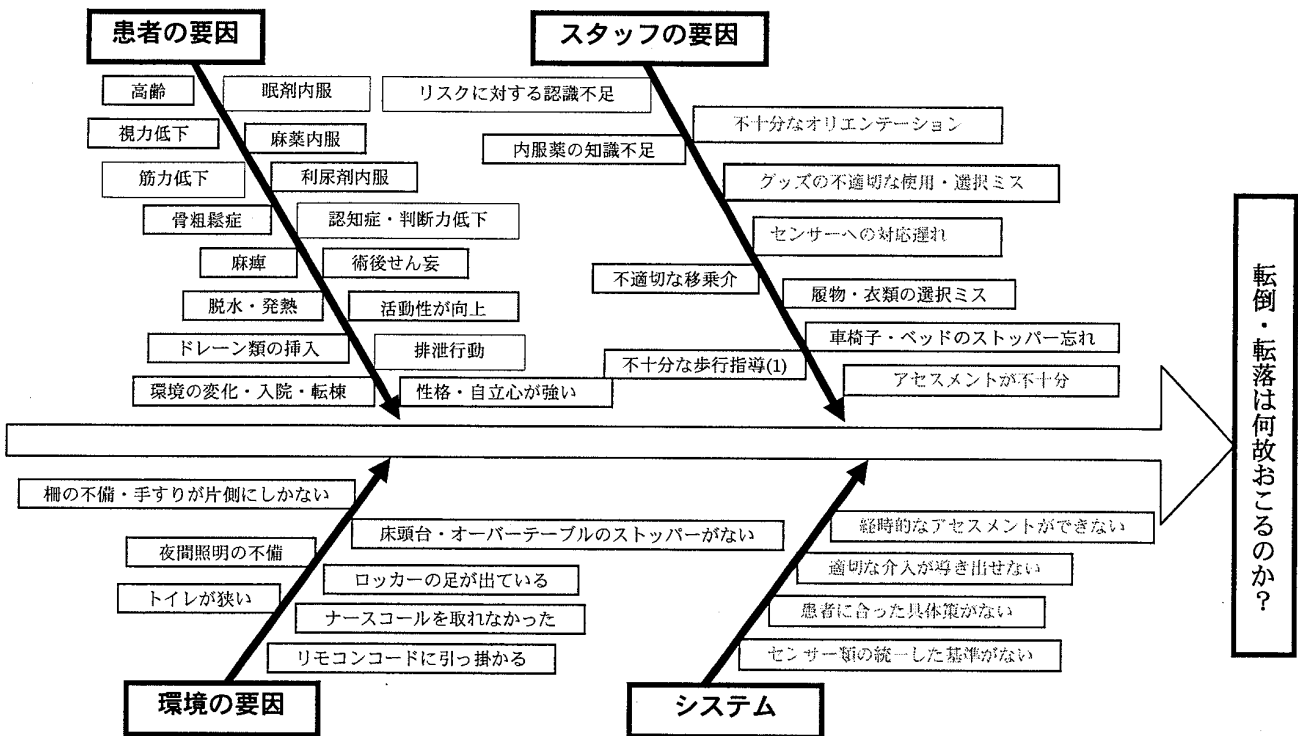 患者の要因
高齢
眠剤内服
視力低下
麻薬内服
筋力低下
利尿剤内服
骨粗鬆症
認知症・判断力低下
麻痺
術後せん妄
脱水・発熱
活動性が向上
ドレーン類の挿入
排泄行動
環境の変化・入院・転棟
性格・自立心が強い
スタッフの要因
リスクに対する認識不足
不十分なオリエンテーション
内服薬の知識不足
グッズの不適切な使用・選択ミス
センサーへの対応遅れ
不適切な移乗介
履物・衣類の選択ミス
車椅子・ベッドのストッパー忘れ
不十分な歩行指導(1)
アセスメントが不十分
転倒・転落は何故おこるのか？
柵の不備・手すりが片側にしかない
床頭台・オーバーテーブルのストッパーがない
夜間照明の不備
ロッカーの足が出ている
トイレが狭い
ナースコールを取れなかった
リモコンコードに引っ掛かる
環境の要因
経時的なアセスメントができない
適切な介入が導き出せない
患者に合った具体策がない
センサー類の統一した基準がない
システム